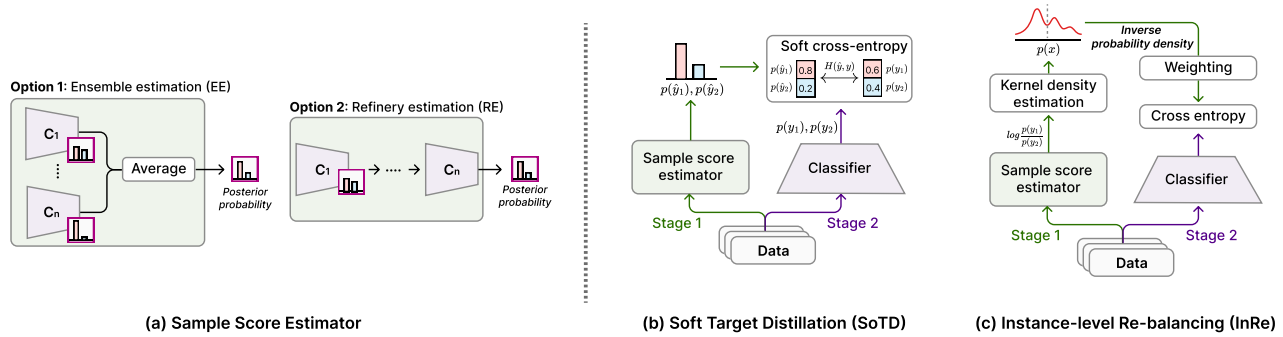 Option 1: Ensemble estimation (EE)
C₁
Cₙ
Average
Posterior
probability
Option 2: Refinery estimation (RE)
C₁
Cₙ
Posterior
probability
(a) Sample Score Estimator
p(ŷ₁), p(ŷ₂)
Soft cross-entropy
p(ŷ₁) 0.8 H(ŷ, y) 0.6 p(y₁)
p(ŷ₂) 0.2 0.4 p(y₂)
p(y₁), p(y₂)
Sample score
estimator
Classifier
Stage 1
Stage 2
Data
(b) Soft Target Distillation (SoTD)
p(x)
Inverse
probability density
Weighting
Kernel density
estimation
Cross entropy
log p(y₁)/p(y₂)
Sample score
estimator
Classifier
Stage 1
Stage 2
Data
(c) Instance-level Re-balancing (InRe)